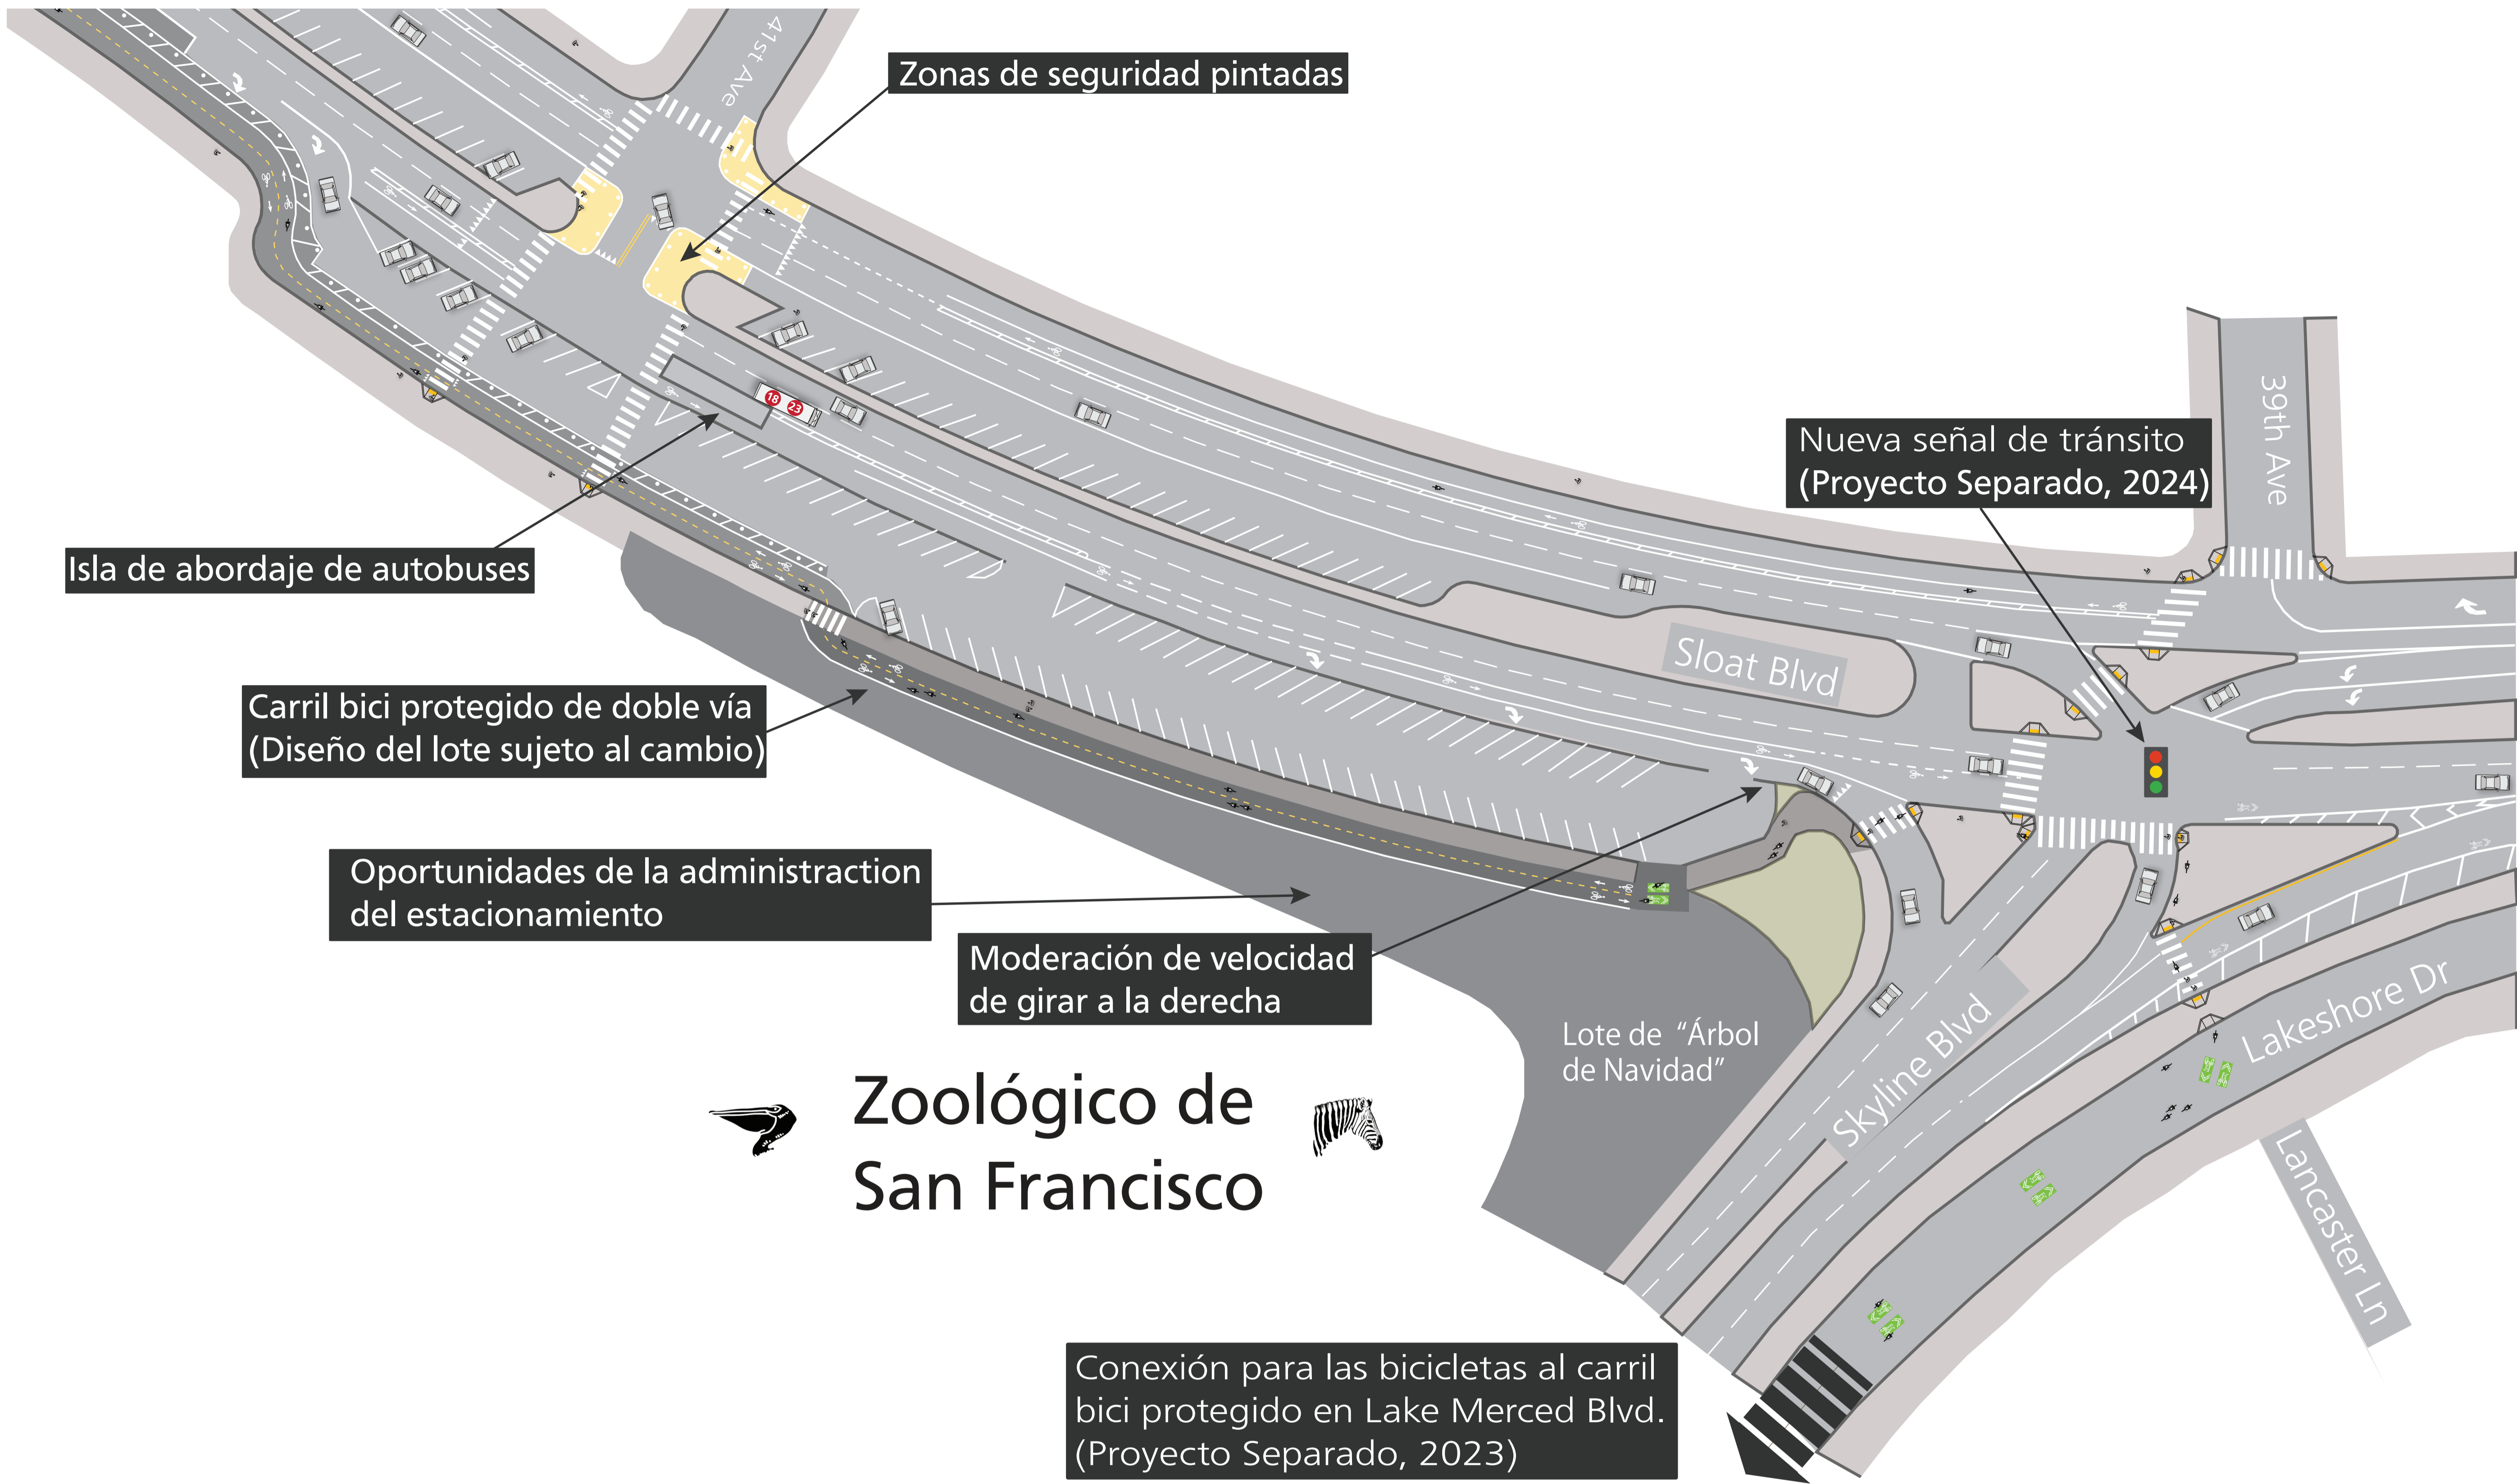 41st Ave
Zonas de seguridad pintadas
39th Ave
Nueva señal de tránsito
(Proyecto Separado, 2024)
18 23
Isla de abordaje de autobuses
Sloat Blvd
Carril bici protegido de doble vía
(Diseño del lote sujeto al cambio)
Oportunidades de la administraction
del estacionamiento
Moderación de velocidad
de girar a la derecha
Lote de “Árbol
de Navidad”
Skyline Blvd
Lakeshore Dr
Zoológico de
San Francisco
Lancaster Ln
Conexión para las bicicletas al carril
bici protegido en Lake Merced Blvd.
(Proyecto Separado, 2023)